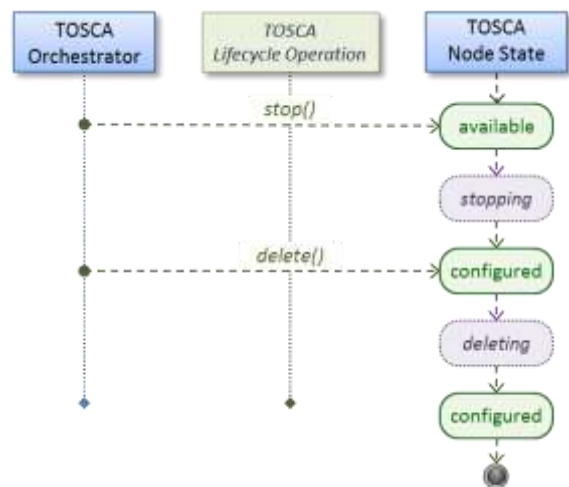 TOSCA
Orchestrator
TOSCA
Lifecycle Operation
TOSCA
Node State
stop()
available
stopping
delete()
configured
deleting
configured